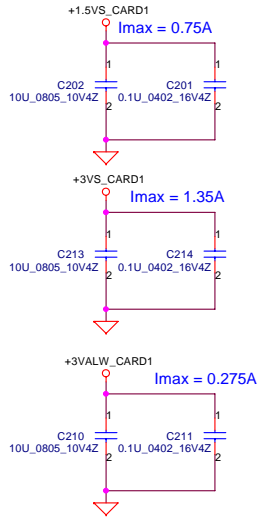 +1.5VS_CARD1
Imax = 0.75A
1 1
C202 C201
10U_0805_10V4Z 0.1U_0402_16V4Z
2 2
+3VS_CARD1
Imax = 1.35A
1 1
C213 C214
10U_0805_10V4Z 0.1U_0402_16V4Z
2 2
+3VALW_CARD1
Imax = 0.275A
1 1
C210 C211
10U_0805_10V4Z 0.1U_0402_16V4Z
2 2